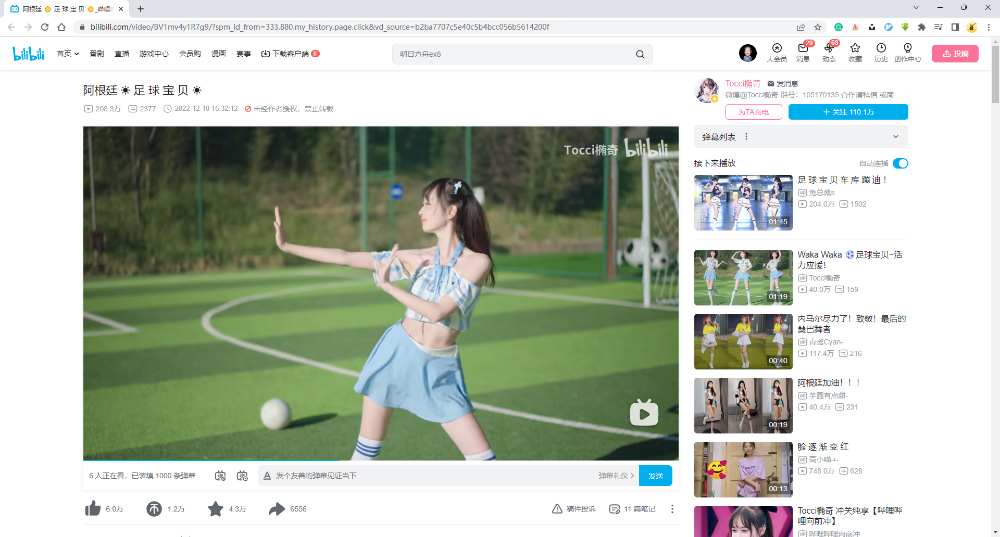 阿根廷 🌞 足 球 宝 贝 🌞_哔哩
bilibili.com/video/BV1mv4y1R7g9/?spm_id_from=333.880.my_history.page.click&vd_source=b2ba7707c5e40c5b4bcc056b5614200f
bilibili
首页
番剧
直播
游戏中心
会员购
漫画
赛事
下载客户端
新
明日方舟ex8
大会员
29
消息
68
动态
收藏
历史
创作中心
投稿
阿根廷 ☀ 足 球 宝 贝 ☀
208.3万 2377 2022-12-10 15:32:12 未经作者授权，禁止转载
Tocci椭奇 bilibili
6 人正在看，已装填 1000 条弹幕
发个友善的弹幕见证当下
弹幕礼仪
发送
6.0万 1.2万 4.3万 6556
稿件投诉 11 篇笔记
Tocci椭奇 发消息
微博@Tocci椭奇 群号：105170135 合作请私信 或商…
为TA充电
+ 关注 110.1万
弹幕列表
接下来播放 自动连播
01:45
足 球 宝 贝 车 库 蹦 迪 ！
UP 兔总裁s
204.0万 1502
01:19
Waka Waka ⚽足球宝贝~活
力应援！
UP Tocci椭奇
40.0万 159
00:40
内马尔尽力了！致敬！最后的
桑巴舞者
UP 青鸾Cyan-
117.4万 216
00:19
阿根廷加油！！！
UP 芋圆有点甜-
40.4万 231
00:13
脸 逐 渐 变 红
UP 高小喵ㅗ
748.0万 628
Tocci椭奇 冲关纯享【哔哩哔
哩向前冲】
UP 哔哩哔哩向前冲